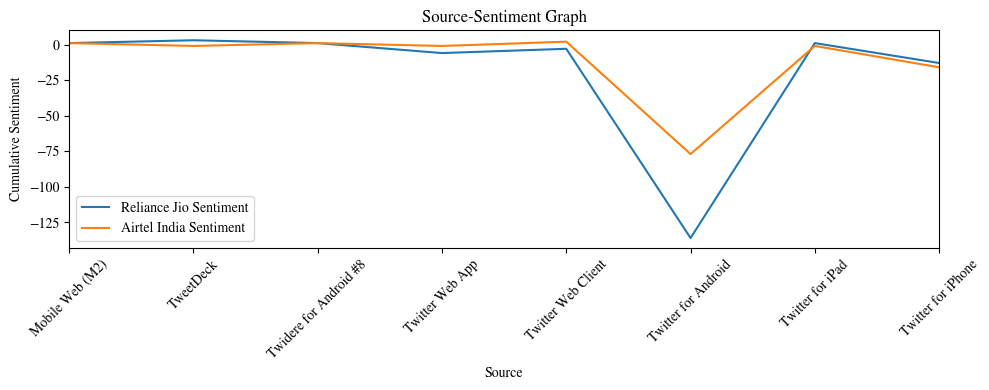 Source-Sentiment Graph
Cumulative Sentiment
0
−25
−50
−75
−100
−125
Reliance Jio Sentiment
Airtel India Sentiment
Mobile Web (M2)
TweetDeck
Twidere for Android #8
Twitter Web App
Twitter Web Client
Twitter for Android
Twitter for iPad
Twitter for iPhone
Source